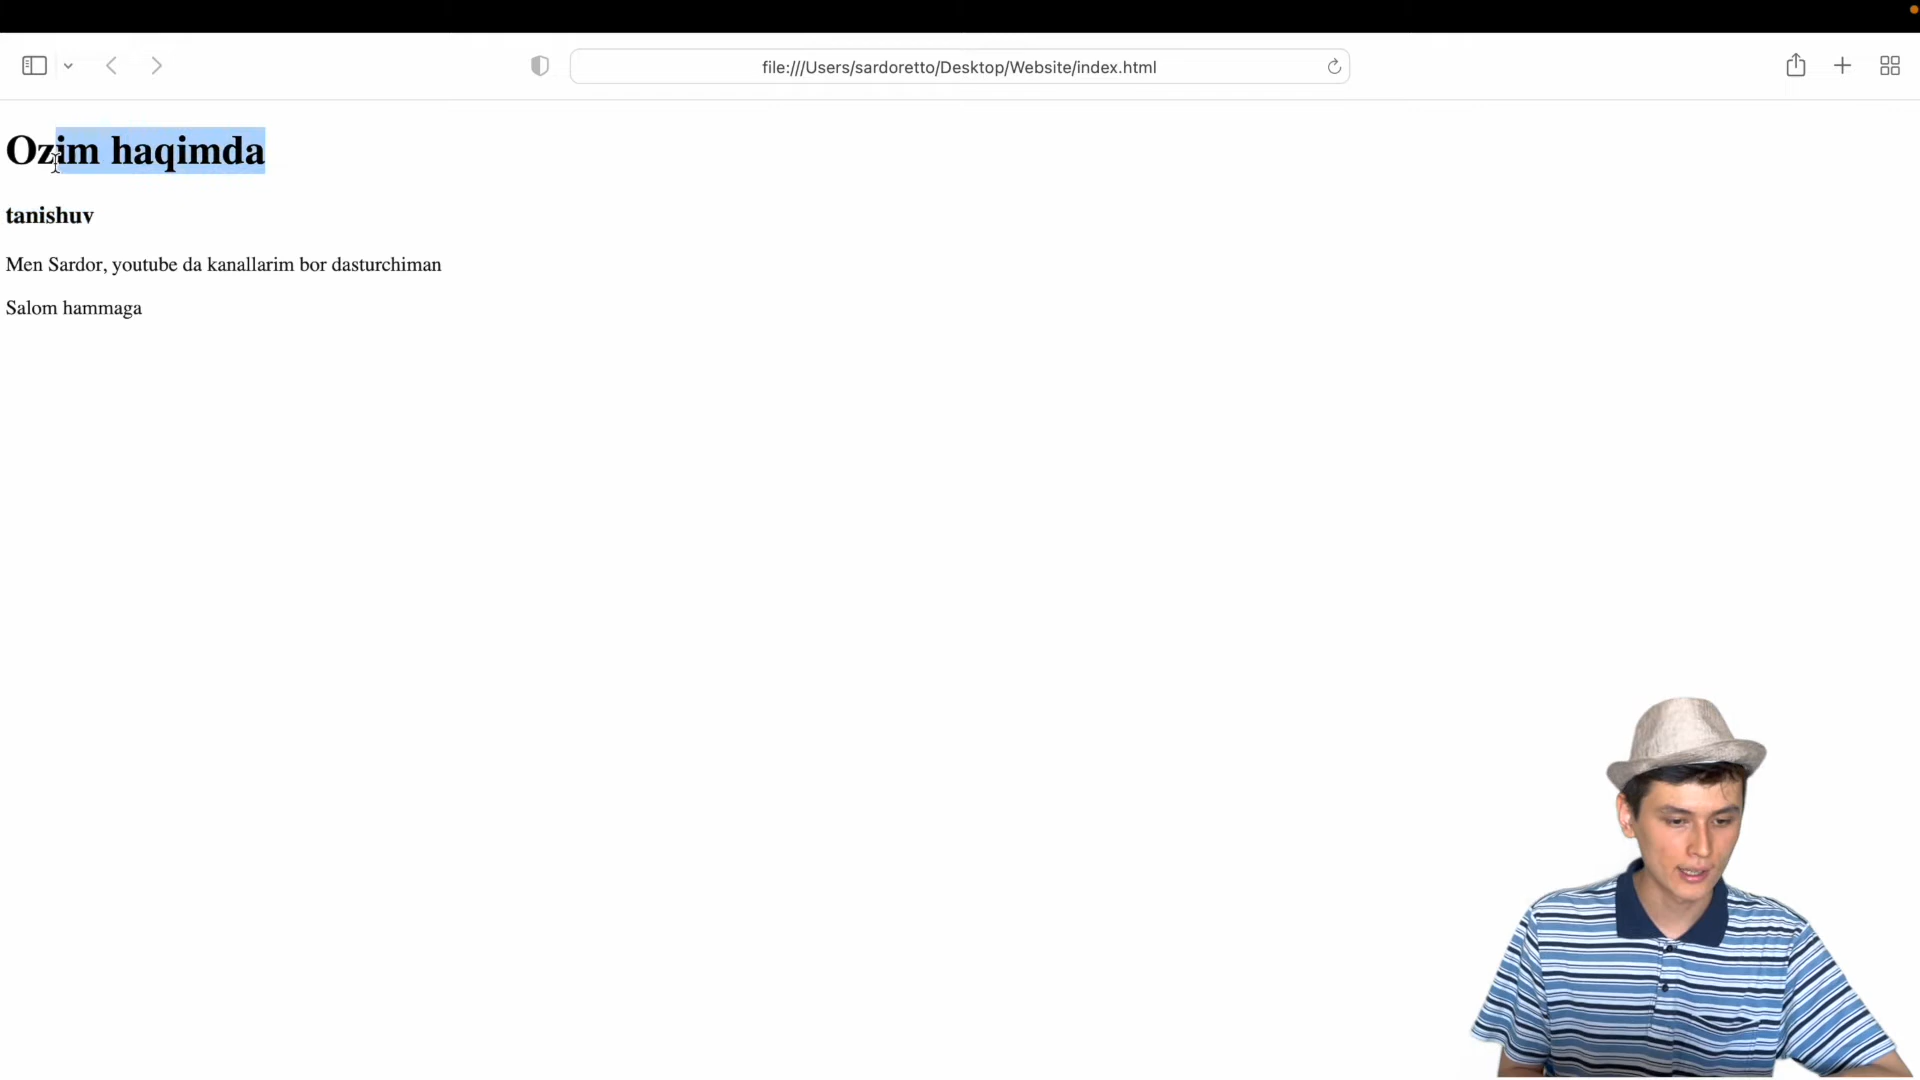 file:///Users/sardoretto/Desktop/Website/index.html
Ozim haqimda
tanishuv
Men Sardor, youtube da kanallarim bor dasturchiman
Salom hammaga